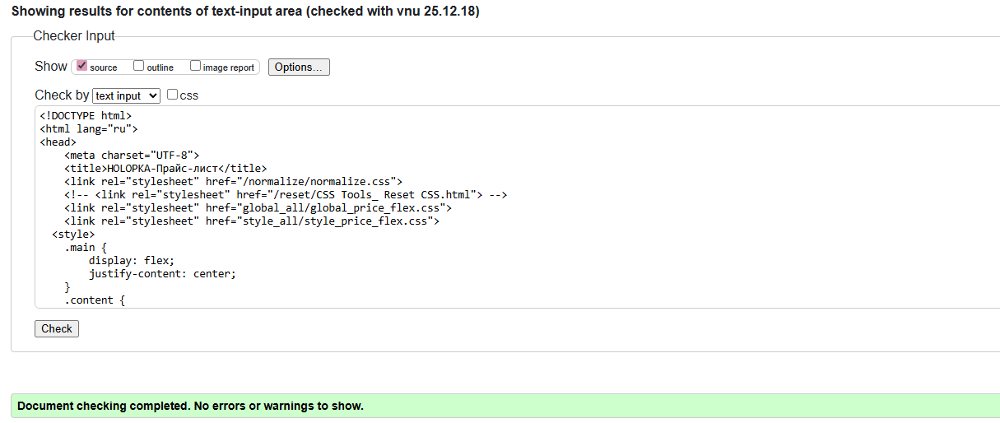 Showing results for contents of text-input area (checked with vnu 25.12.18)
Checker Input
Show source outline image report Options...
Check by text input css
<!DOCTYPE html>
<html lang="ru">
<head>
    <meta charset="UTF-8">
    <title>HOLOPKA-Прайс-лист</title>
    <link rel="stylesheet" href="/normalize/normalize.css">
    <!-- <link rel="stylesheet" href="/reset/CSS Tools_ Reset CSS.html"> -->
    <link rel="stylesheet" href="global_all/global_price_flex.css">
    <link rel="stylesheet" href="style_all/style_price_flex.css">
  <style>
    .main {
        display: flex;
        justify-content: center;
    }
    .content {
Check
Document checking completed. No errors or warnings to show.